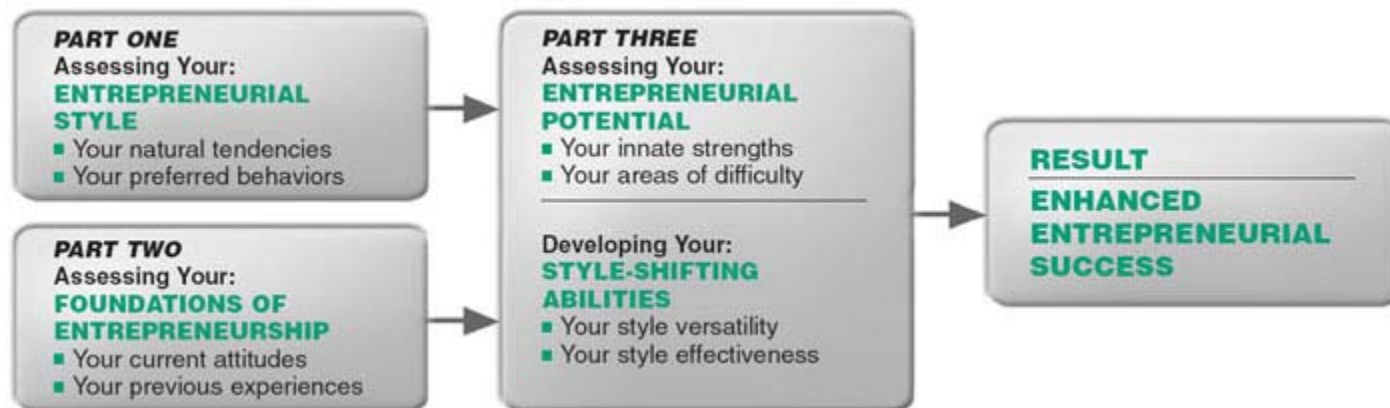 PART ONE
Assessing Your:
ENTREPRENEURIAL
STYLE
▪ Your natural tendencies
▪ Your preferred behaviors
PART TWO
Assessing Your:
FOUNDATIONS OF
ENTREPRENEURSHIP
▪ Your current attitudes
▪ Your previous experiences
PART THREE
Assessing Your:
ENTREPRENEURIAL
POTENTIAL
▪ Your innate strengths
▪ Your areas of difficulty
Developing Your:
STYLE-SHIFTING
ABILITIES
▪ Your style versatility
▪ Your style effectiveness
RESULT
ENHANCED
ENTREPRENEURIAL
SUCCESS